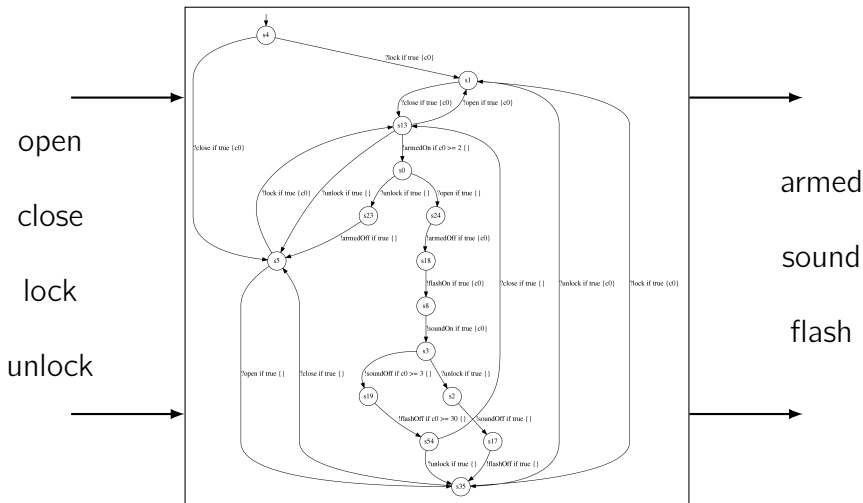 open
close
lock
unlock
s4
?lock if true {c0}
s1
?close if true {c0}
?open if true {c0}
s13
?close if true {c0}
!armedOn if c0 >= 2 {}
s0
?lock if true {c0}
?unlock if true {}
?unlock if true {}
?open if true {}
s23
s24
!armedOff if true {}
!armedOff if true {c0}
s5
s18
!flashOn if true {c0}
?close if true {}
?unlock if true {c0}
?lock if true {c0}
s8
!soundOn if true {c0}
s3
?open if true {}
?close if true {}
!soundOff if c0 >= 3 {}
?unlock if true {}
s19
s2
!flashOff if c0 >= 30 {}
!soundOff if true {}
s54
s17
?unlock if true {}
!flashOff if true {}
s35
armed
sound
flash